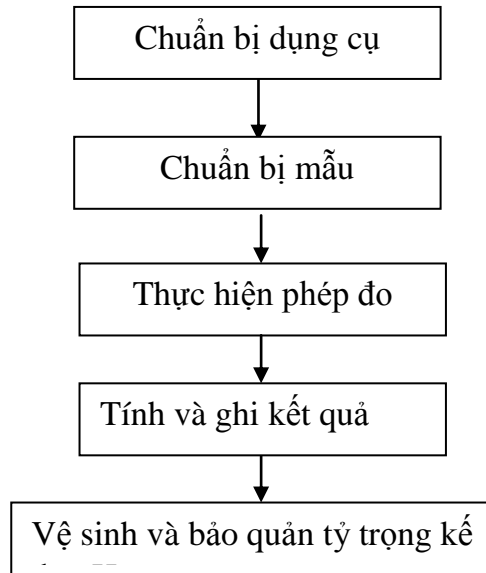 Chuẩn bị dụng cụ
Chuẩn bị mẫu
Thực hiện phép đo
Tính và ghi kết quả
Vệ sinh và bảo quản tỷ trọng kế